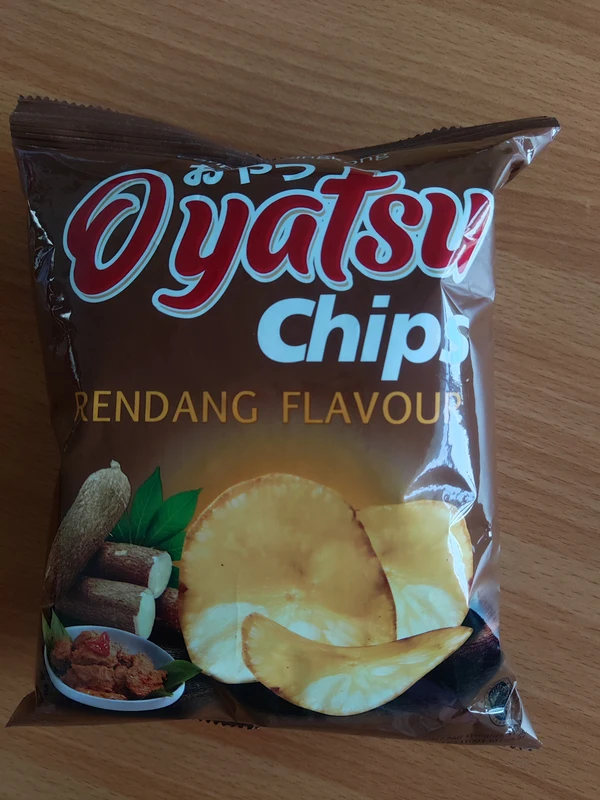 おやつ
Oyatsu
Chips
RENDANG FLAVOUR